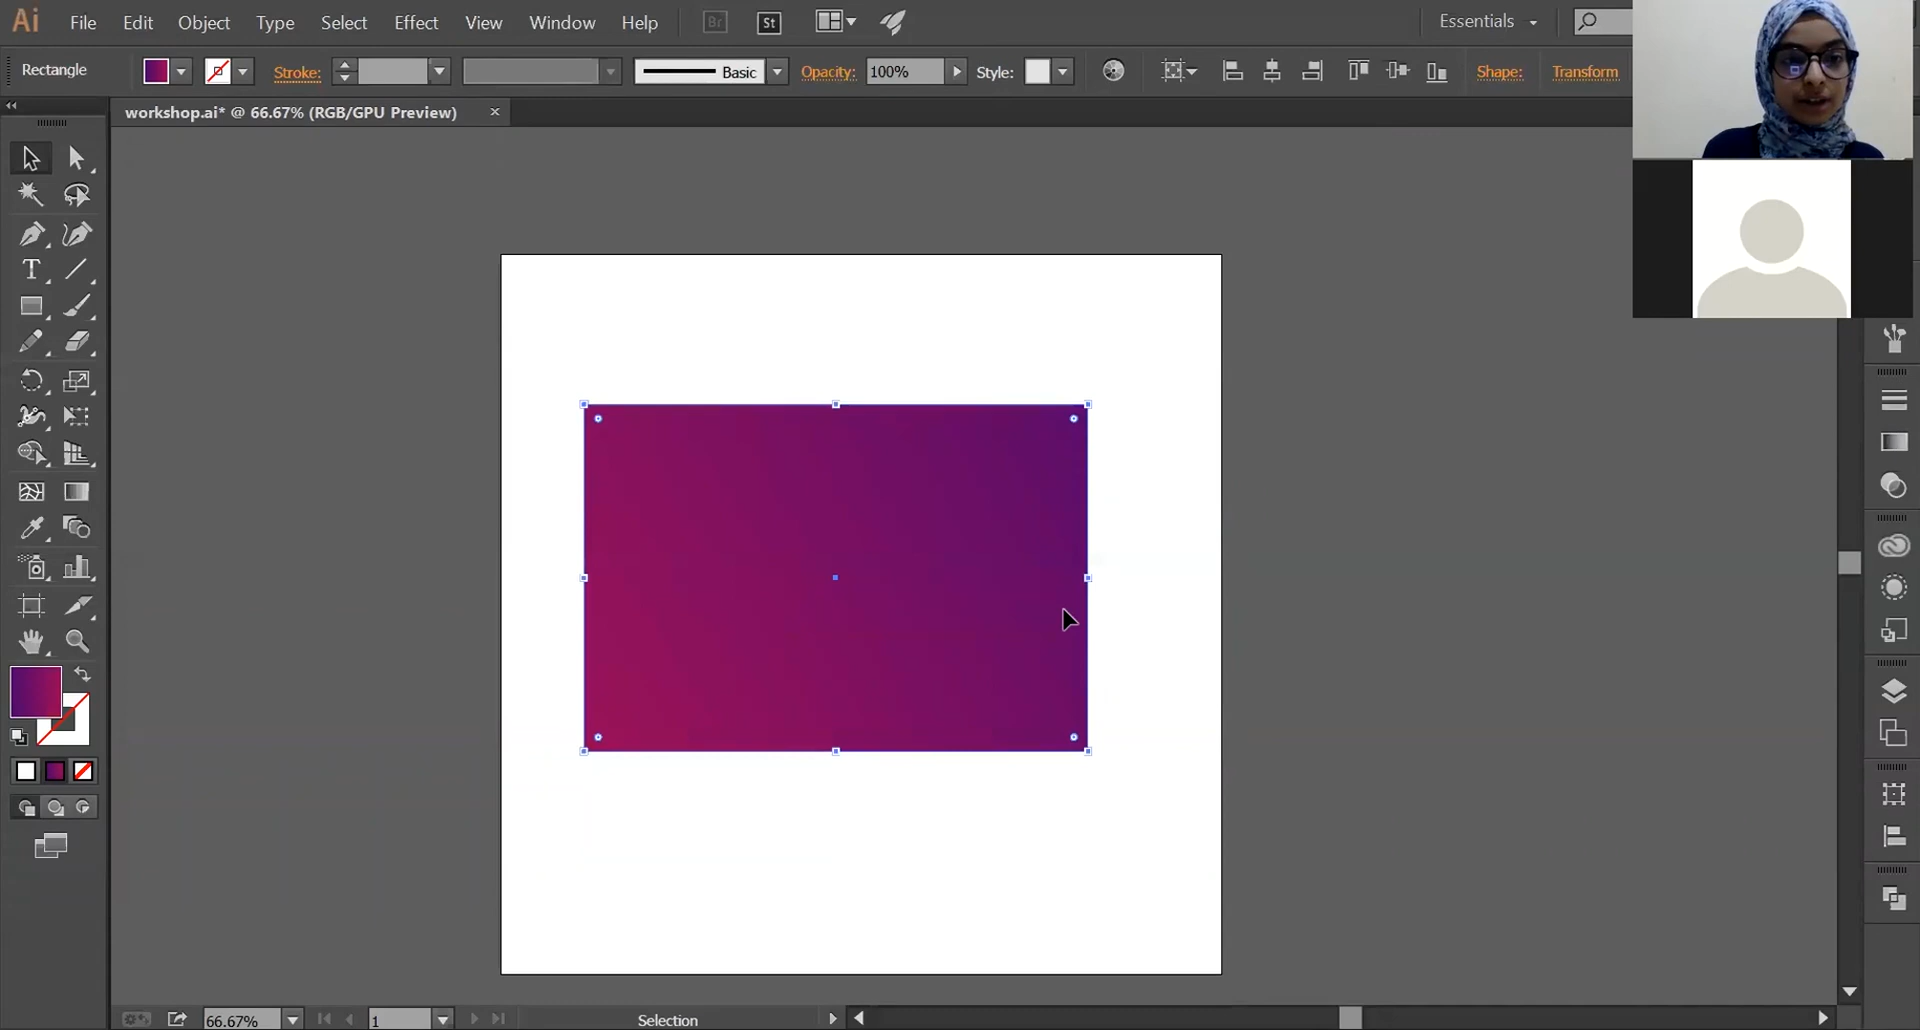 Ai File Edit Object Type Select Effect View Window Help Br St Essentials
Rectangle Stroke: Basic Opacity: 100% Style: Shape: Transform
workshop.ai* @ 66.67% (RGB/GPU Preview) ×
T
66.67% 1 Selection